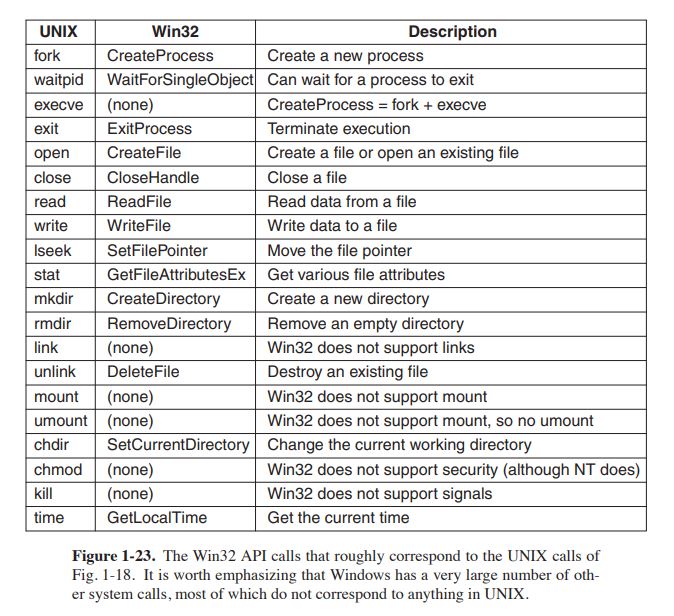 UNIX Win32 Description
fork CreateProcess Create a new process
waitpid WaitForSingleObject Can wait for a process to exit
execve (none) CreateProcess = fork + execve
exit ExitProcess Terminate execution
open CreateFile Create a file or open an existing file
close CloseHandle Close a file
read ReadFile Read data from a file
write WriteFile Write data to a file
lseek SetFilePointer Move the file pointer
stat GetFileAttributesEx Get various file attributes
mkdir CreateDirectory Create a new directory
rmdir RemoveDirectory Remove an empty directory
link (none) Win32 does not support links
unlink DeleteFile Destroy an existing file
mount (none) Win32 does not support mount
umount (none) Win32 does not support mount, so no umount
chdir SetCurrentDirectory Change the current working directory
chmod (none) Win32 does not support security (although NT does)
kill (none) Win32 does not support signals
time GetLocalTime Get the current time
Figure 1-23. The Win32 API calls that roughly correspond to the UNIX calls of
Fig. 1-18. It is worth emphasizing that Windows has a very large number of oth-
er system calls, most of which do not correspond to anything in UNIX.